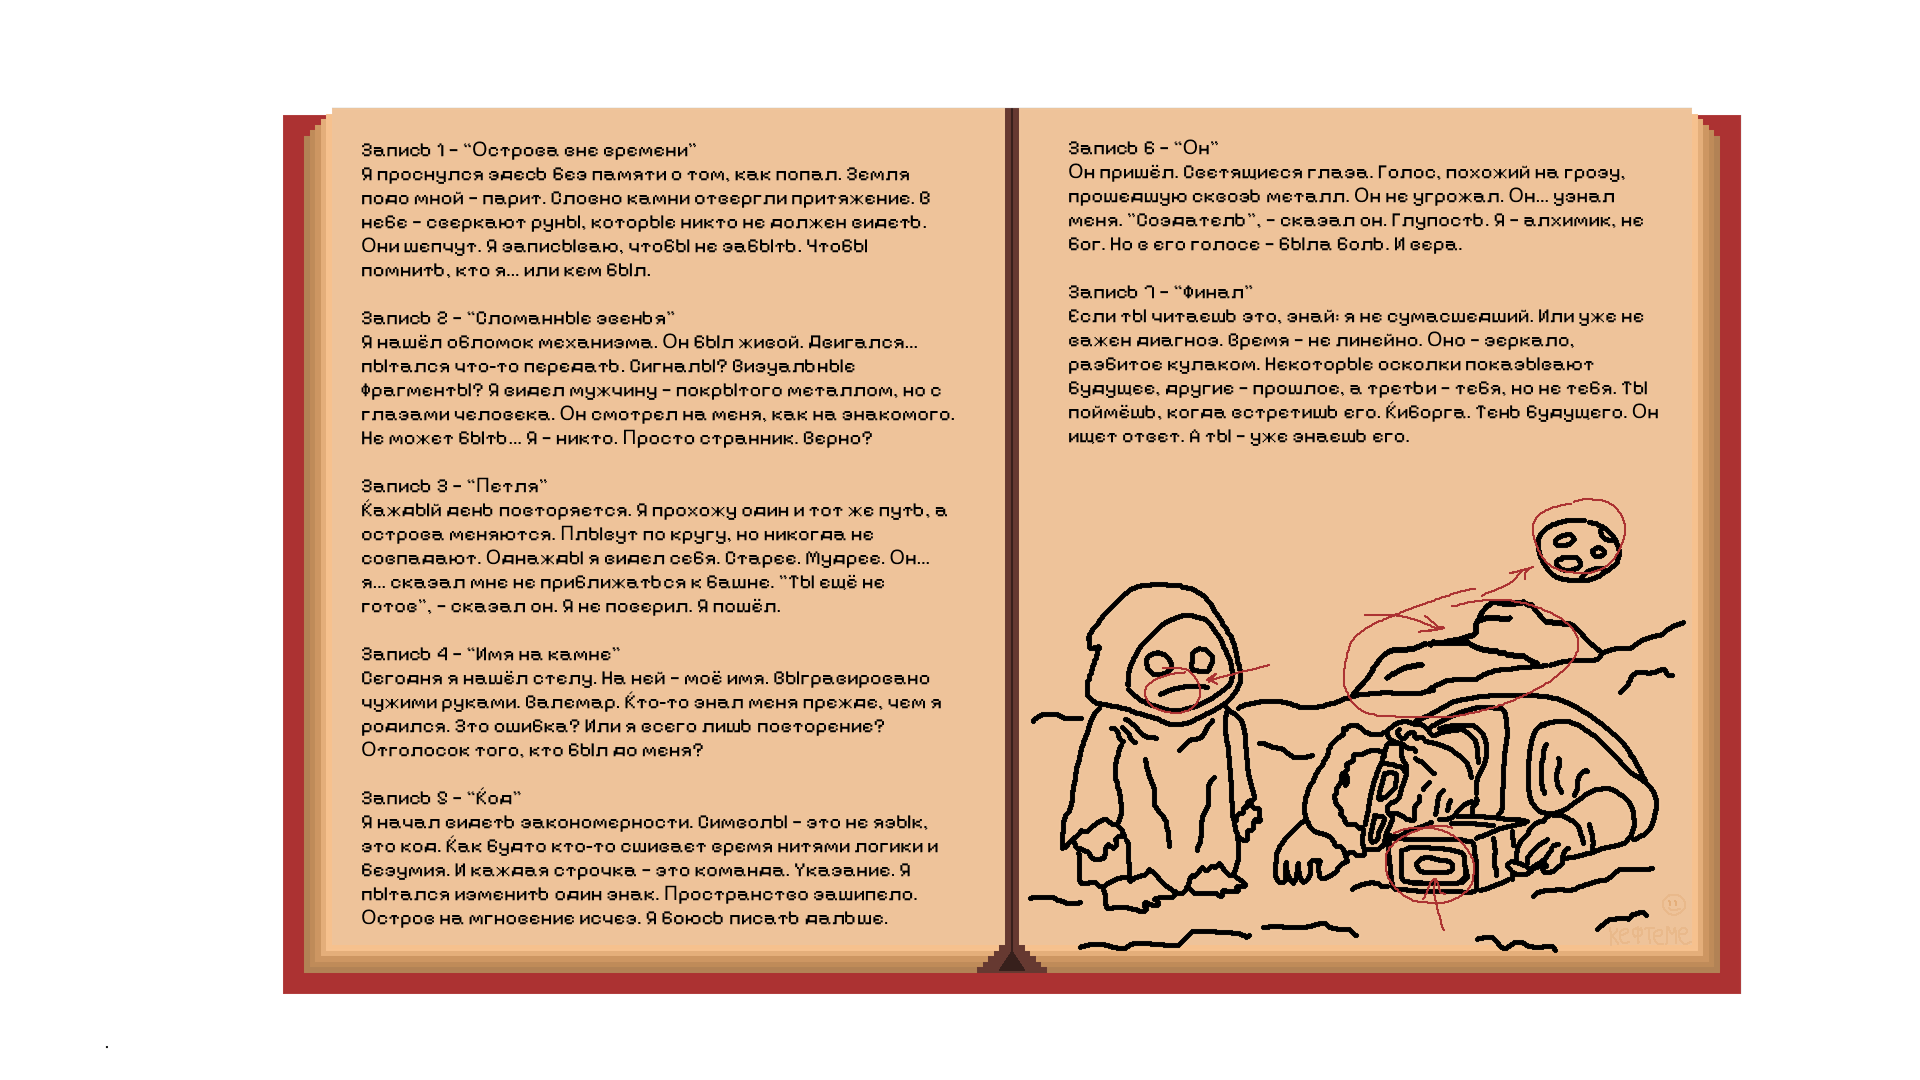 Запись 1 - “Острова вне времени”
Я проснулся здесь без памяти о том, как попал. Земля
подо мной - парит. Словно камни отвергли притяжение. В
небе - сверкают руны, которые никто не должен видеть.
Они шепчут. Я записываю, чтобы не забыть. Чтобы
помнить, кто я... или кем был.
Запись 2 - “Сломанные звенья”
Я нашёл обломок механизма. Он был живой. Двигался...
пытался что-то передать. Сигналы? Визуальные
фрагменты? Я видел мужчину - покрытого металлом, но с
глазами человека. Он смотрел на меня, как на знакомого.
Не может быть... Я - никто. Просто странник. Верно?
Запись 3 - “Петля”
Каждый день повторяется. Я прохожу один и тот же путь, а
острова меняются. Плывут по кругу, но никогда не
совпадают. Однажды я видел себя. Старее. Мудрее. Он...
я... сказал мне не приближаться к башне. "Ты ещё не
готов", - сказал он. Я не поверил. Я пошёл.
Запись 4 - “Имя на камне”
Сегодня я нашёл стелу. На ней - моё имя. Выгравировано
чужими руками. Валемар. Кто-то знал меня прежде, чем я
родился. Это ошибка? Или я всего лишь повторение?
Отголосок того, кто был до меня?
Запись 5 - “Код”
Я начал видеть закономерности. Символы - это не язык,
это код. Как будто кто-то сшивает время нитями логики и
безумия. И каждая строчка - это команда. Указание. Я
пытался изменить один знак. Пространство зашипело.
Остров на мгновение исчез. Я боюсь писать дальше.
Запись 6 - “Он”
Он пришёл. Светящиеся глаза. Голос, похожий на грозу,
прошедшую сквозь металл. Он не угрожал. Он... узнал
меня. "Создатель", - сказал он. Глупость. Я - алхимик, не
бог. Но в его голосе - была боль. И вера.
Запись 7 - “Финал”
Если ты читаешь это, знай: я не сумасшедший. Или уже не
важен диагноз. Время - не линейно. Оно - зеркало,
разбитое кулаком. Некоторые осколки показывают
будущее, другие - прошлое, а третьи - тебя, но не тебя. Ты
поймёшь, когда встретишь его. Киборга. Тень будущего. Он
ищет ответ. А ты - уже знаешь его.
КЕФТЕМЕ